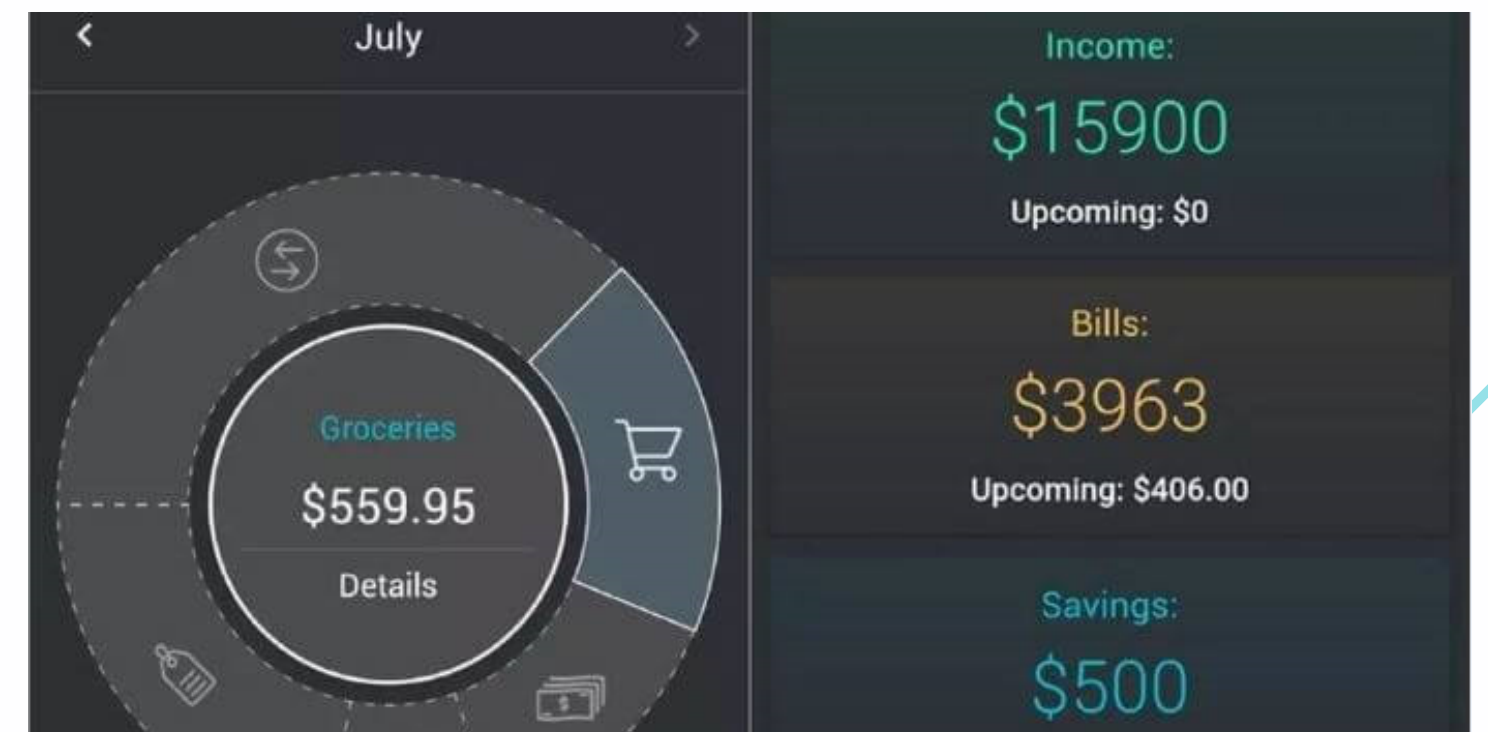 July
Groceries
$559.95
Details
Income:
$15900
Upcoming: $0
Bills:
$3963
Upcoming: $406.00
Savings:
$500